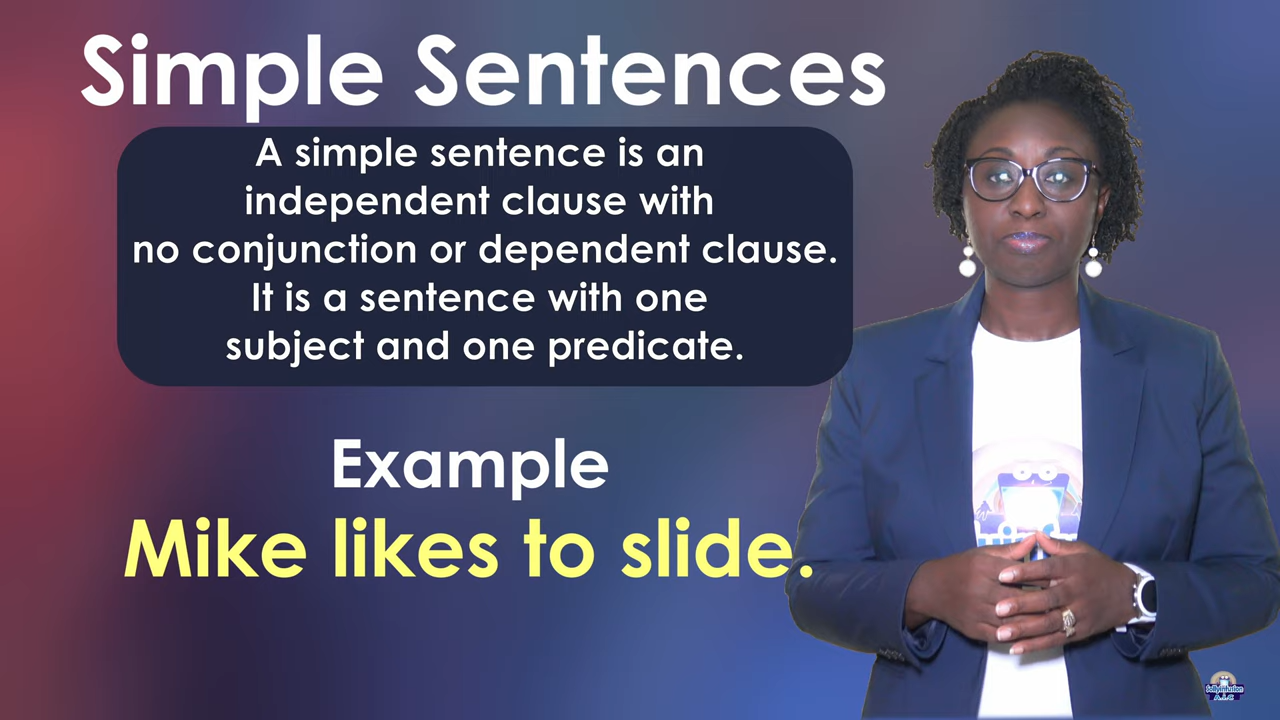 Simple Sentences
A simple sentence is an
independent clause with
no conjunction or dependent clause.
It is a sentence with one
subject and one predicate.
Example
Mike likes to slide.